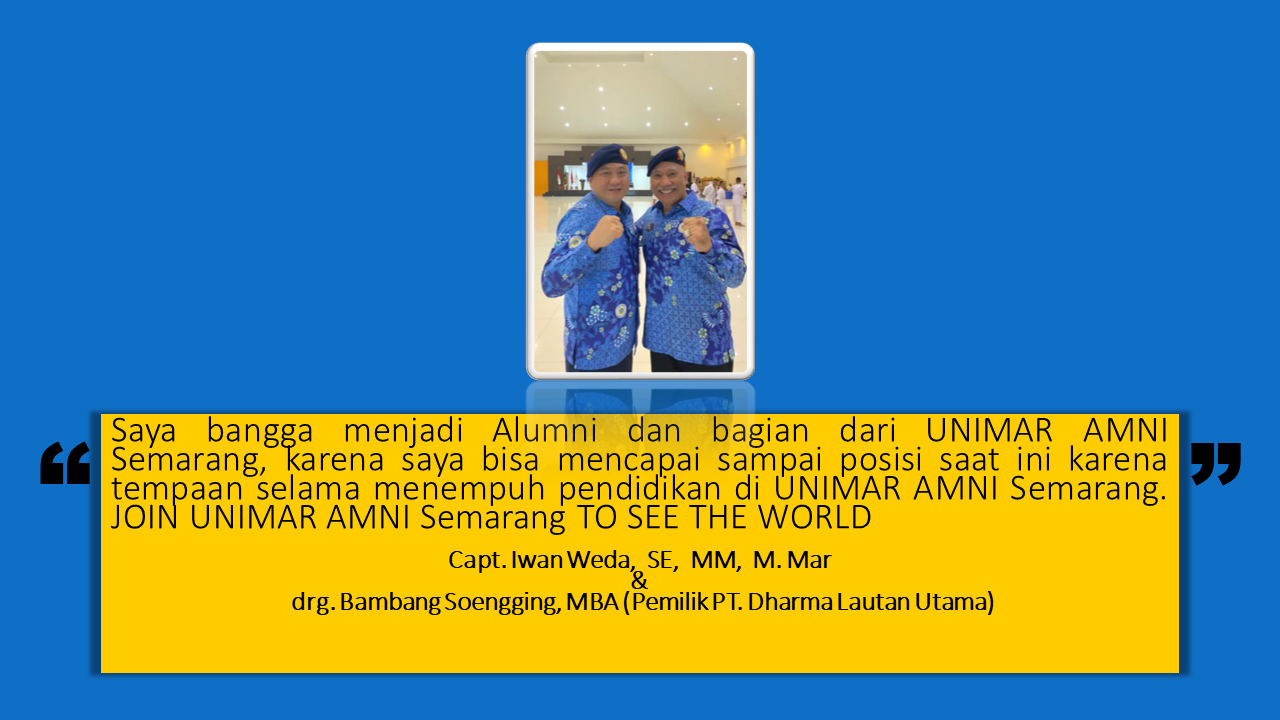 Saya bangga menjadi Alumni dan bagian dari UNIMAR AMNI
Semarang, karena saya bisa mencapai sampai posisi saat ini karena
tempaan selama menempuh pendidikan di UNIMAR AMNI Semarang.
JOIN UNIMAR AMNI Semarang TO SEE THE WORLD
Capt. Iwan Weda, SE, MM, M. Mar
&
drg. Bambang Soengging, MBA (Pemilik PT. Dharma Lautan Utama)